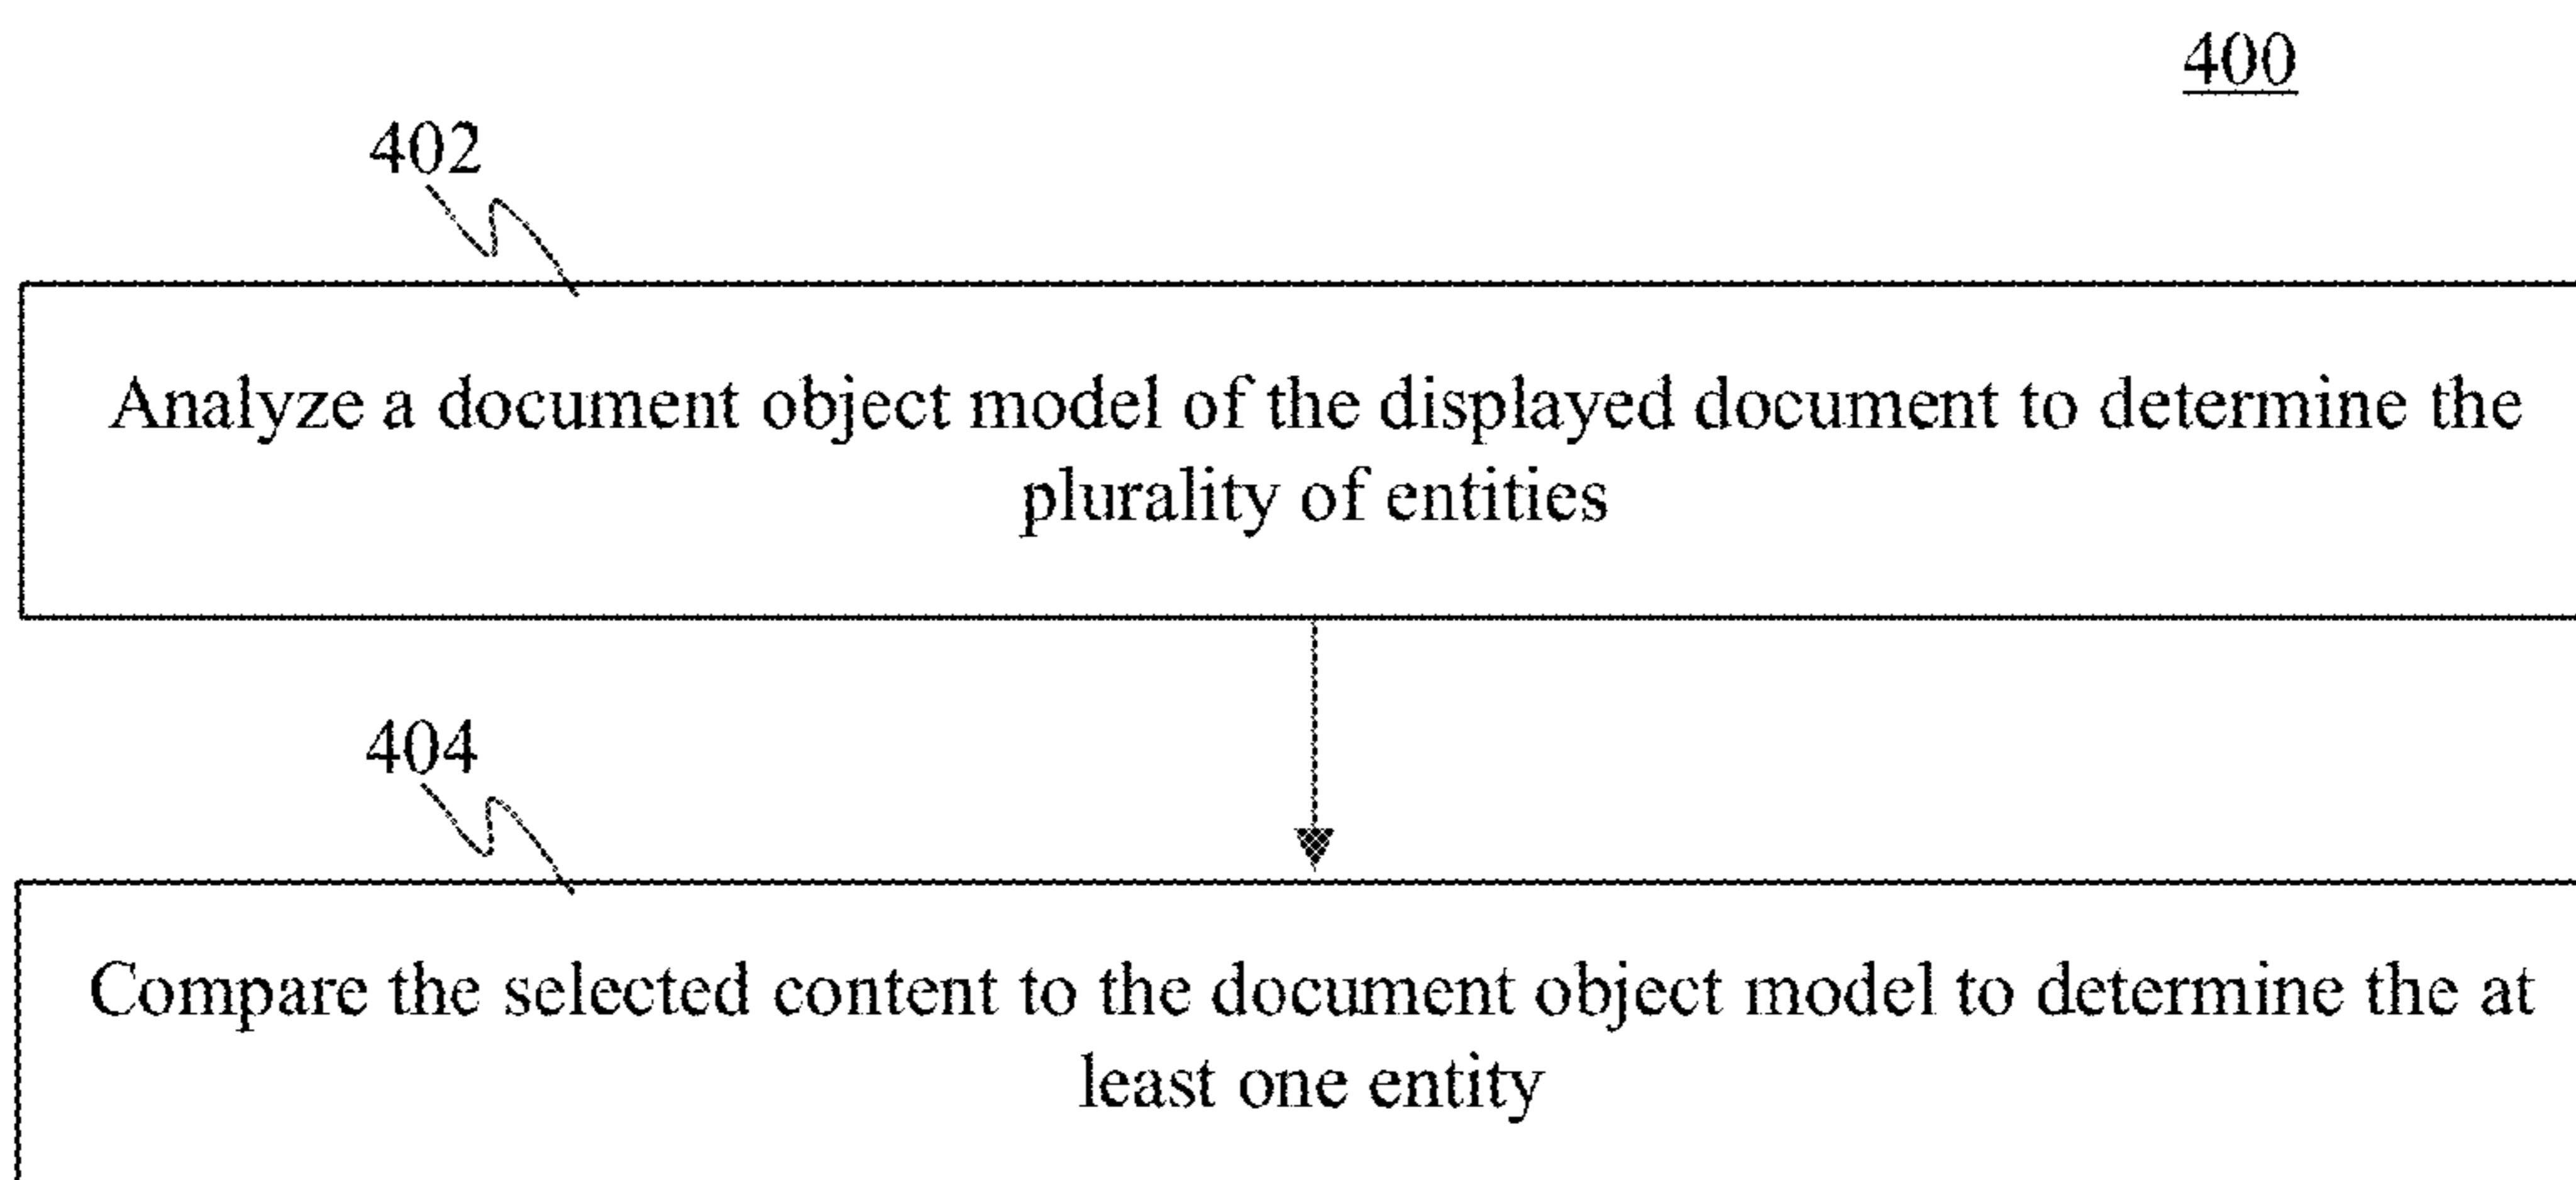 400
402
Analyze a document object model of the displayed document to determine the
plurality of entities
404
Compare the selected content to the document object model to determine the at
least one entity